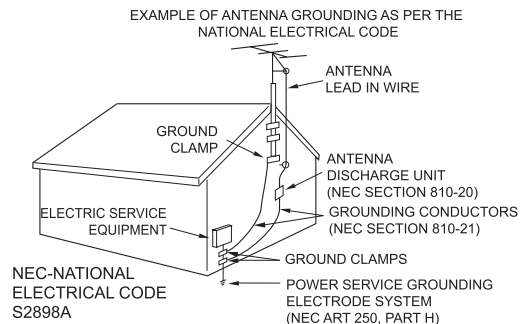 EXAMPLE OF ANTENNA GROUNDING AS PER THE
NATIONAL ELECTRICAL CODE
ANTENNA
LEAD IN WIRE
GROUND
CLAMP
ANTENNA
DISCHARGE UNIT
(NEC SECTION 810-20)
ELECTRIC SERVICE
EQUIPMENT
GROUNDING CONDUCTORS
(NEC SECTION 810-21)
GROUND CLAMPS
NEC-NATIONAL
ELECTRICAL CODE
S2898A
POWER SERVICE GROUNDING
ELECTRODE SYSTEM
(NEC ART 250, PART H)